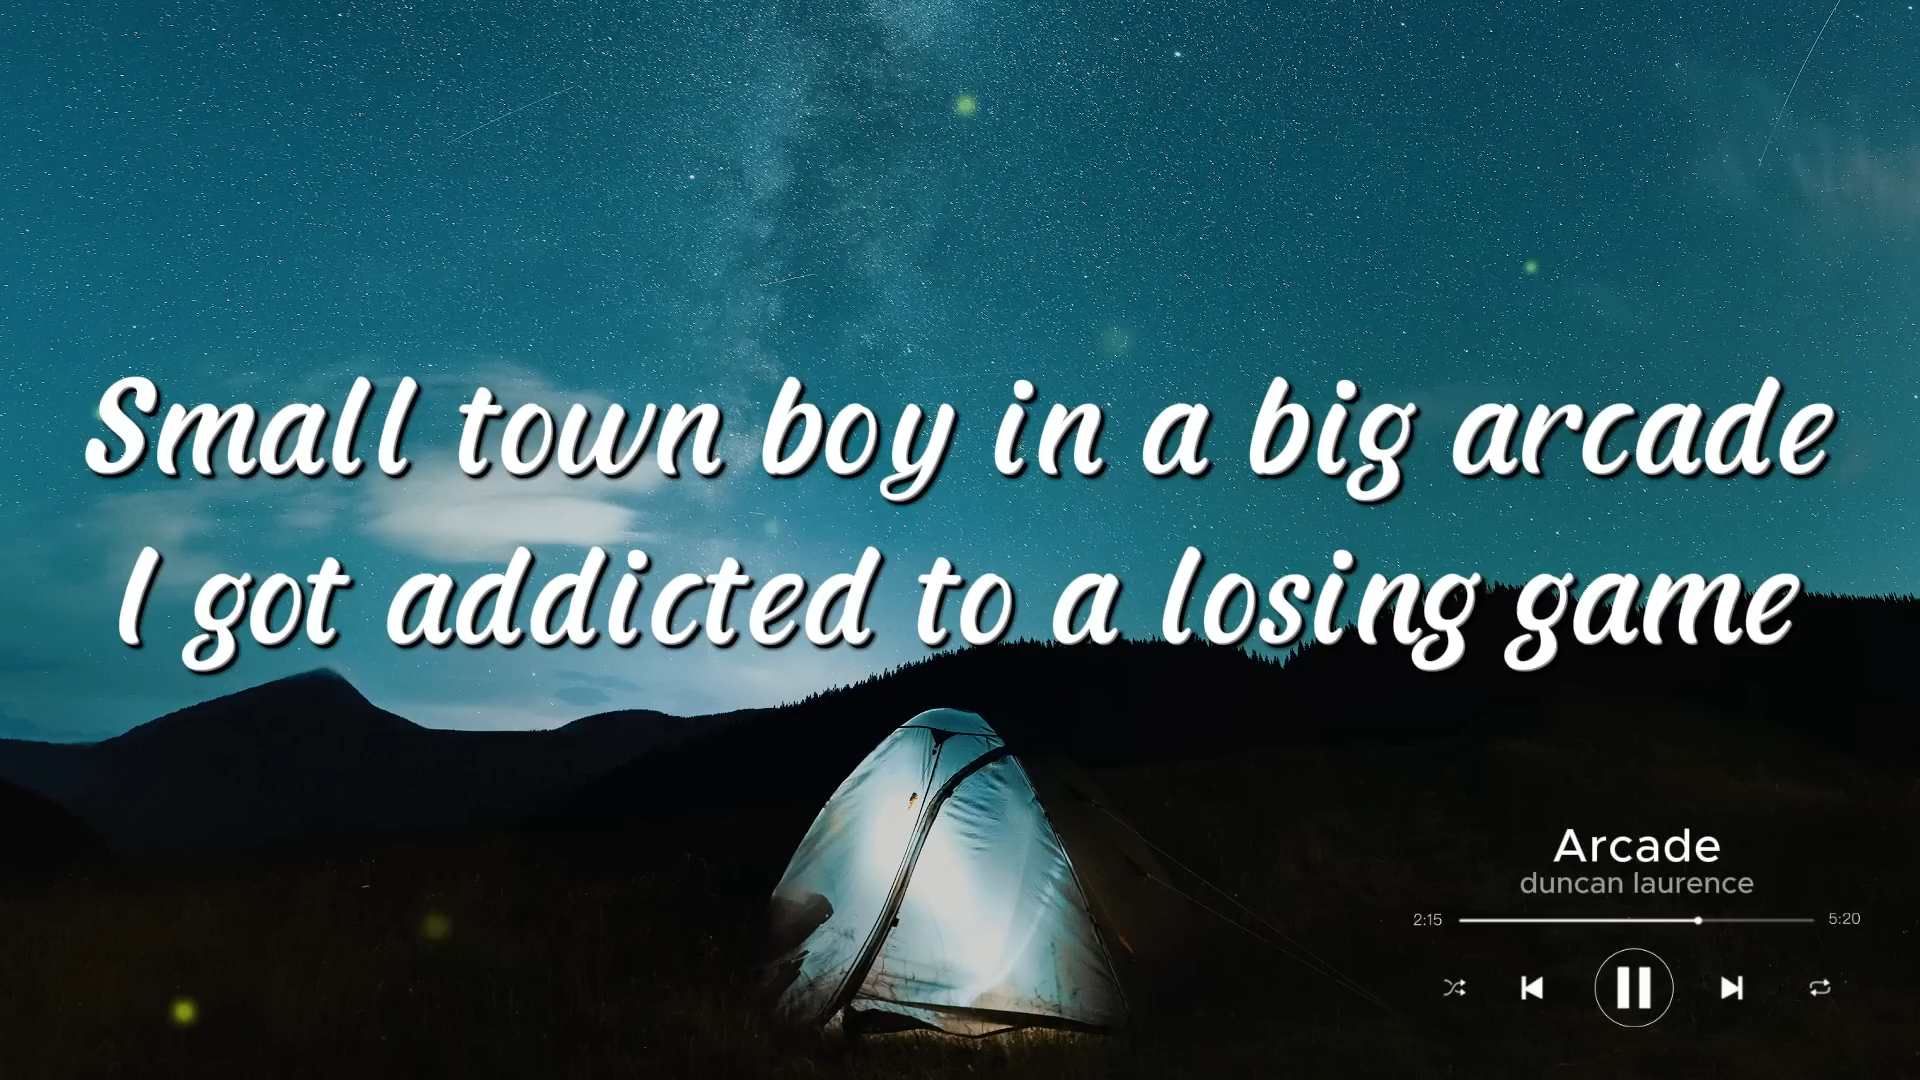 Small town boy in a big arcade
I got addicted to a losing game
Arcade
duncan laurence
2:15 5:20